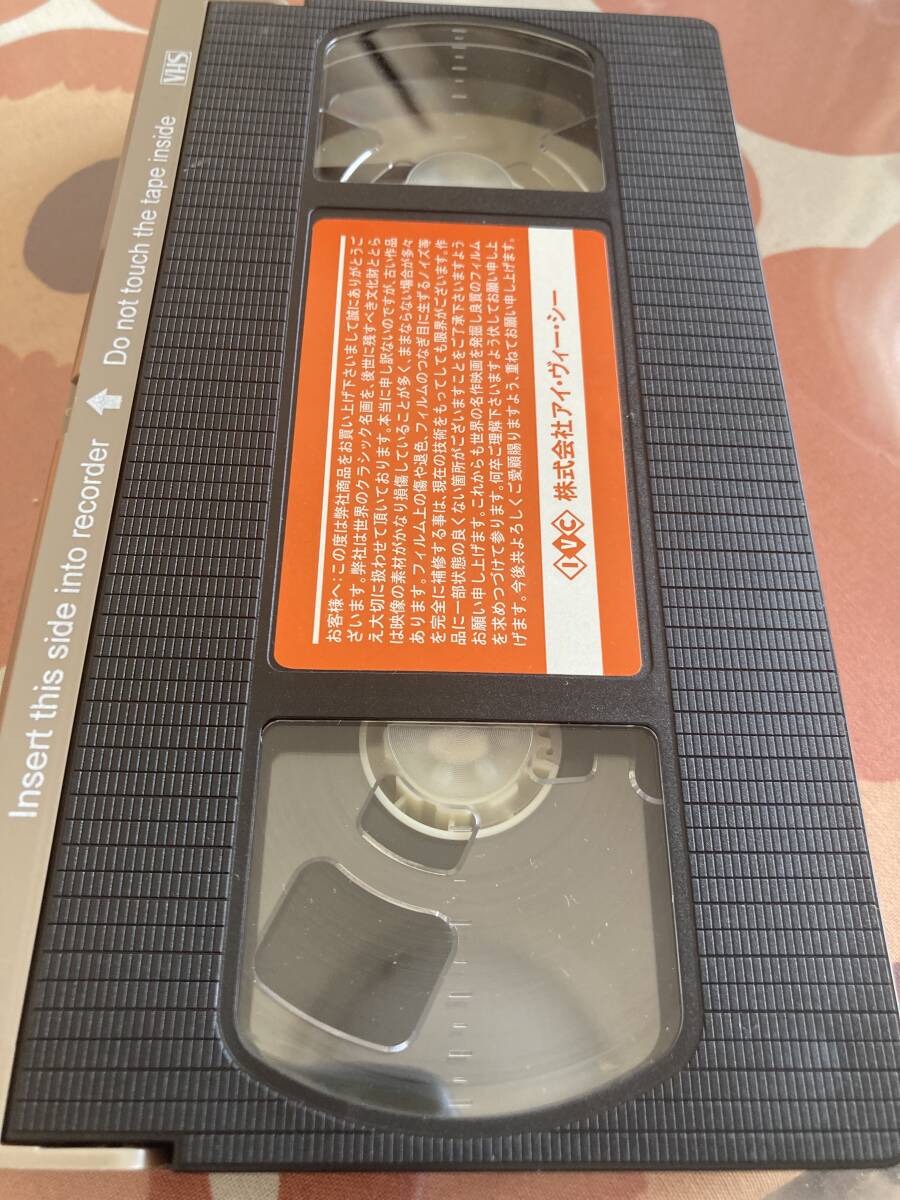 Insert this side into recorder
Do not touch the tape inside
VHS
お客様へ:この度は弊社商品をお買い上げ下さいまして誠にありがとうご
ざいます。弊社は世界のクラシック名画を、後世に残すべき文化財ととら
え大切に扱わせて頂いております。本当に申し訳ないのですが、古い作品
は映像の素材がかなり損傷していることが多く、ままならない場合が多々
あります。フィルム上の傷や退色、フィルムのつなぎ目に生ずるノイズ等
を完全に補修する事は、現在の技術をもってしても限界がございます。作
品に一部状態の良くない箇所がございますことをご了承下さいますよう
お願い申し上げます。これからも世界の名作映画を発掘し良質のフィルム
を求めつづけて参ります。何卒ご理解下さいますよう伏してお願い申し上
げます。今後共よろしくご愛顧賜りますよう、重ねてお願い申し上げます。
IVC 株式会社アイ・ヴィー・シー